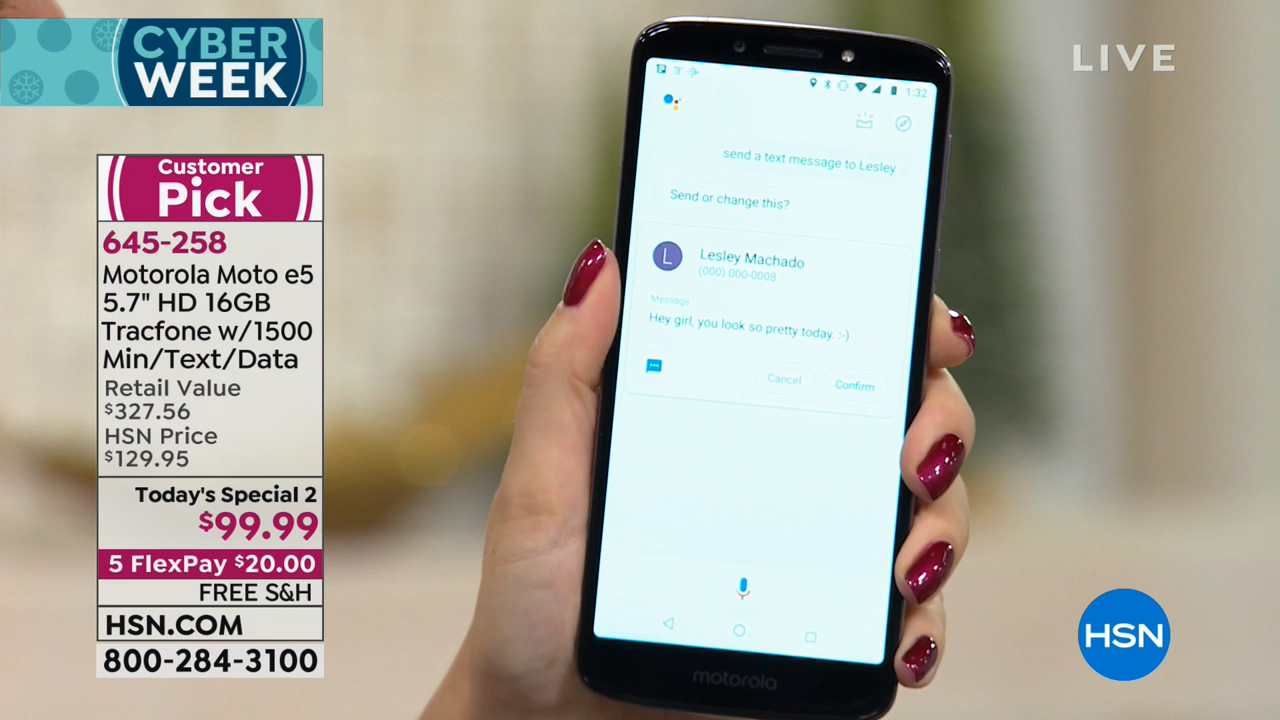 CYBER
WEEK
LIVE
Customer
Pick
645-258
Motorola Moto e5
5.7" HD 16GB
Tracfone w/1500
Min/Text/Data
Retail Value
$327.56
HSN Price
$129.95
Today's Special 2
$99.99
5 FlexPay $20.00
FREE S&H
HSN.COM
800-284-3100
1:32
send a text message to Lesley
Send or change this?
L
Lesley Machado
(000) 000-0008
Message
Hey girl, you look so pretty today. :-)
Cancel
Confirm
motorola
HSN